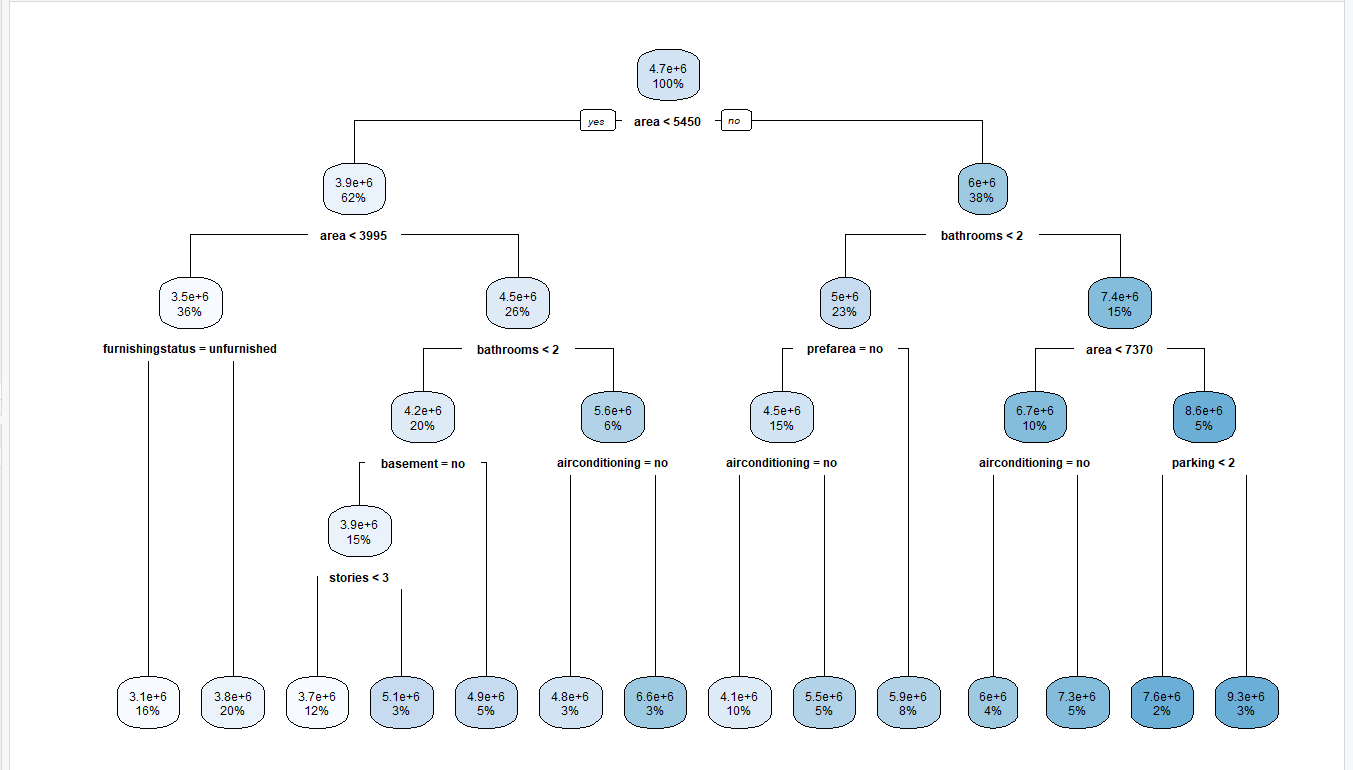 4.7e+6
100%
yes
area < 5450
no
3.9e+6
62%
6e+6
38%
area < 3995
bathrooms < 2
3.5e+6
36%
4.5e+6
26%
5e+6
23%
7.4e+6
15%
furnishingstatus = unfurnished
bathrooms < 2
prefarea = no
area < 7370
4.2e+6
20%
5.6e+6
6%
4.5e+6
15%
6.7e+6
10%
8.6e+6
5%
basement = no
airconditioning = no
airconditioning = no
airconditioning = no
parking < 2
3.9e+6
15%
stories < 3
3.1e+6
16%
3.8e+6
20%
3.7e+6
12%
5.1e+6
3%
4.9e+6
5%
4.8e+6
3%
6.6e+6
3%
4.1e+6
10%
5.5e+6
5%
5.9e+6
8%
6e+6
4%
7.3e+6
5%
7.6e+6
2%
9.3e+6
3%